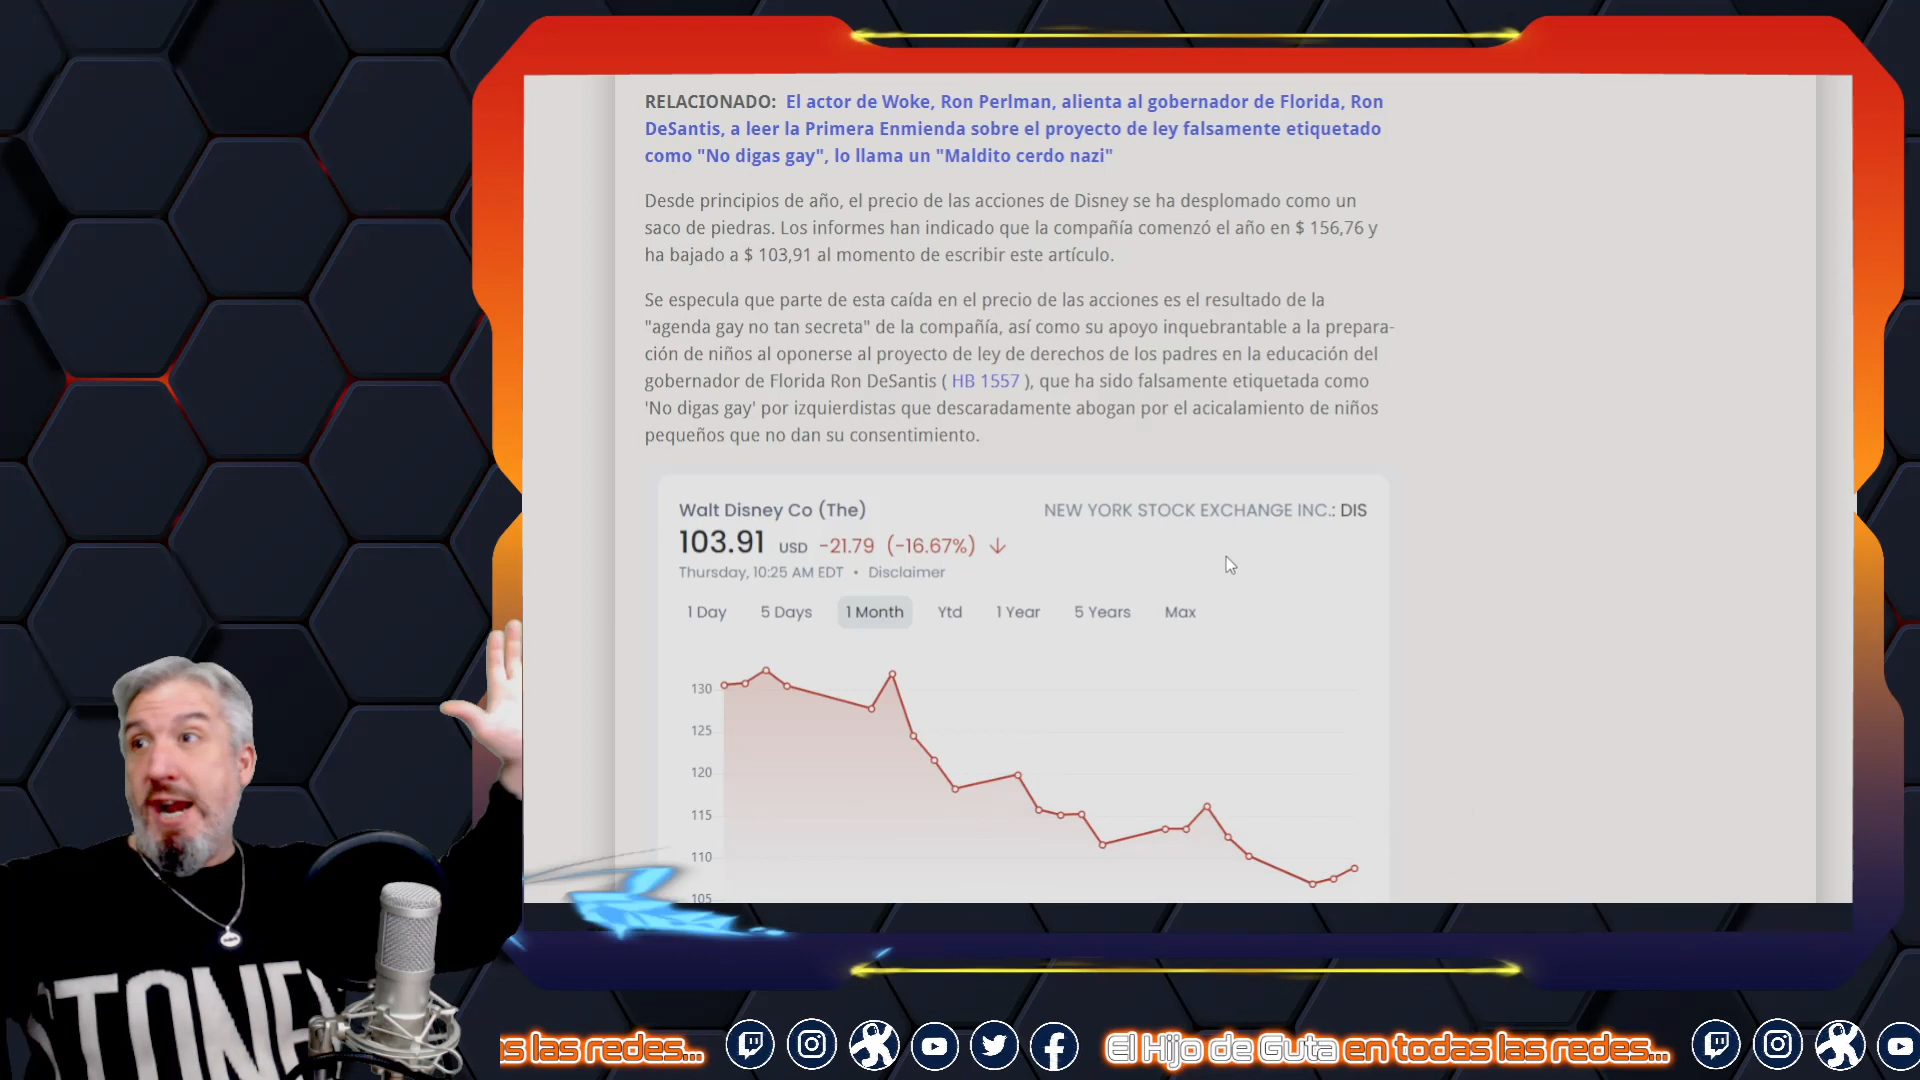 RELACIONADO: El actor de Woke, Ron Perlman, alienta al gobernador de Florida, Ron
DeSantis, a leer la Primera Enmienda sobre el proyecto de ley falsamente etiquetado
como "No digas gay", lo llama un "Maldito cerdo nazi"
Desde principios de año, el precio de las acciones de Disney se ha desplomado como un
saco de piedras. Los informes han indicado que la compañía comenzó el año en $ 156,76 y
ha bajado a $ 103,91 al momento de escribir este artículo.
Se especula que parte de esta caída en el precio de las acciones es el resultado de la
"agenda gay no tan secreta" de la compañía, así como su apoyo inquebrantable a la prepara-
ción de niños al oponerse al proyecto de ley de derechos de los padres en la educación del
gobernador de Florida Ron DeSantis ( HB 1557 ), que ha sido falsamente etiquetada como
'No digas gay' por izquierdistas que descaradamente abogan por el acicalamiento de niños
pequeños que no dan su consentimiento.
Walt Disney Co (The) NEW YORK STOCK EXCHANGE INC.: DIS
103.91 USD -21.79 (-16.67%)
Thursday, 10:25 AM EDT • Disclaimer
1 Day 5 Days 1 Month Ytd 1 Year 5 Years Max
130
125
120
115
110
105
STONE
as las redes... El Hijo de Guta en todas las redes...